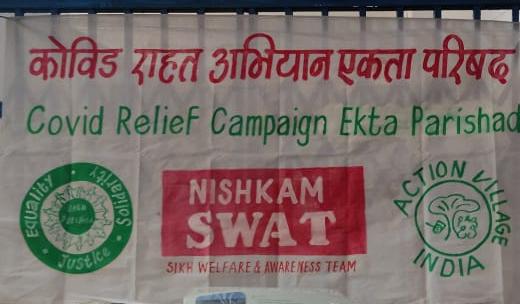 कोविड राहत अभियान एकता परिषद
Covid Relief Campaign Ekta Parishad
Equality Solidarity
Justice
NISHKAM
SWAT
SIKH WELFARE & AWARENESS TEAM
ACTION VILLAGE
INDIA